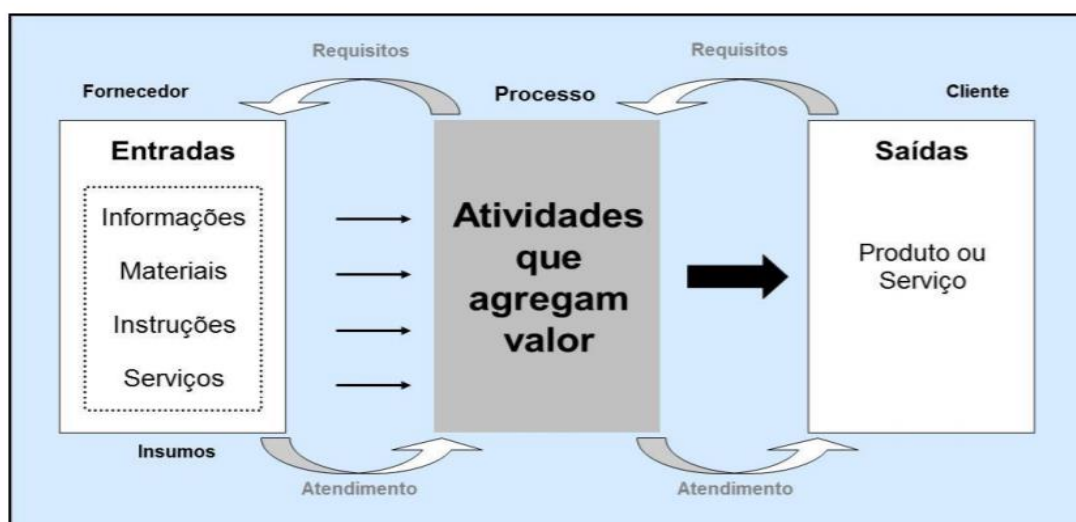 Requisitos
Requisitos
Fornecedor
Processo
Cliente
Entradas
Informações
Materiais
Instruções
Serviços
Insumos
Atividades
que
agregam
valor
Saídas
Produto ou
Serviço
Atendimento
Atendimento